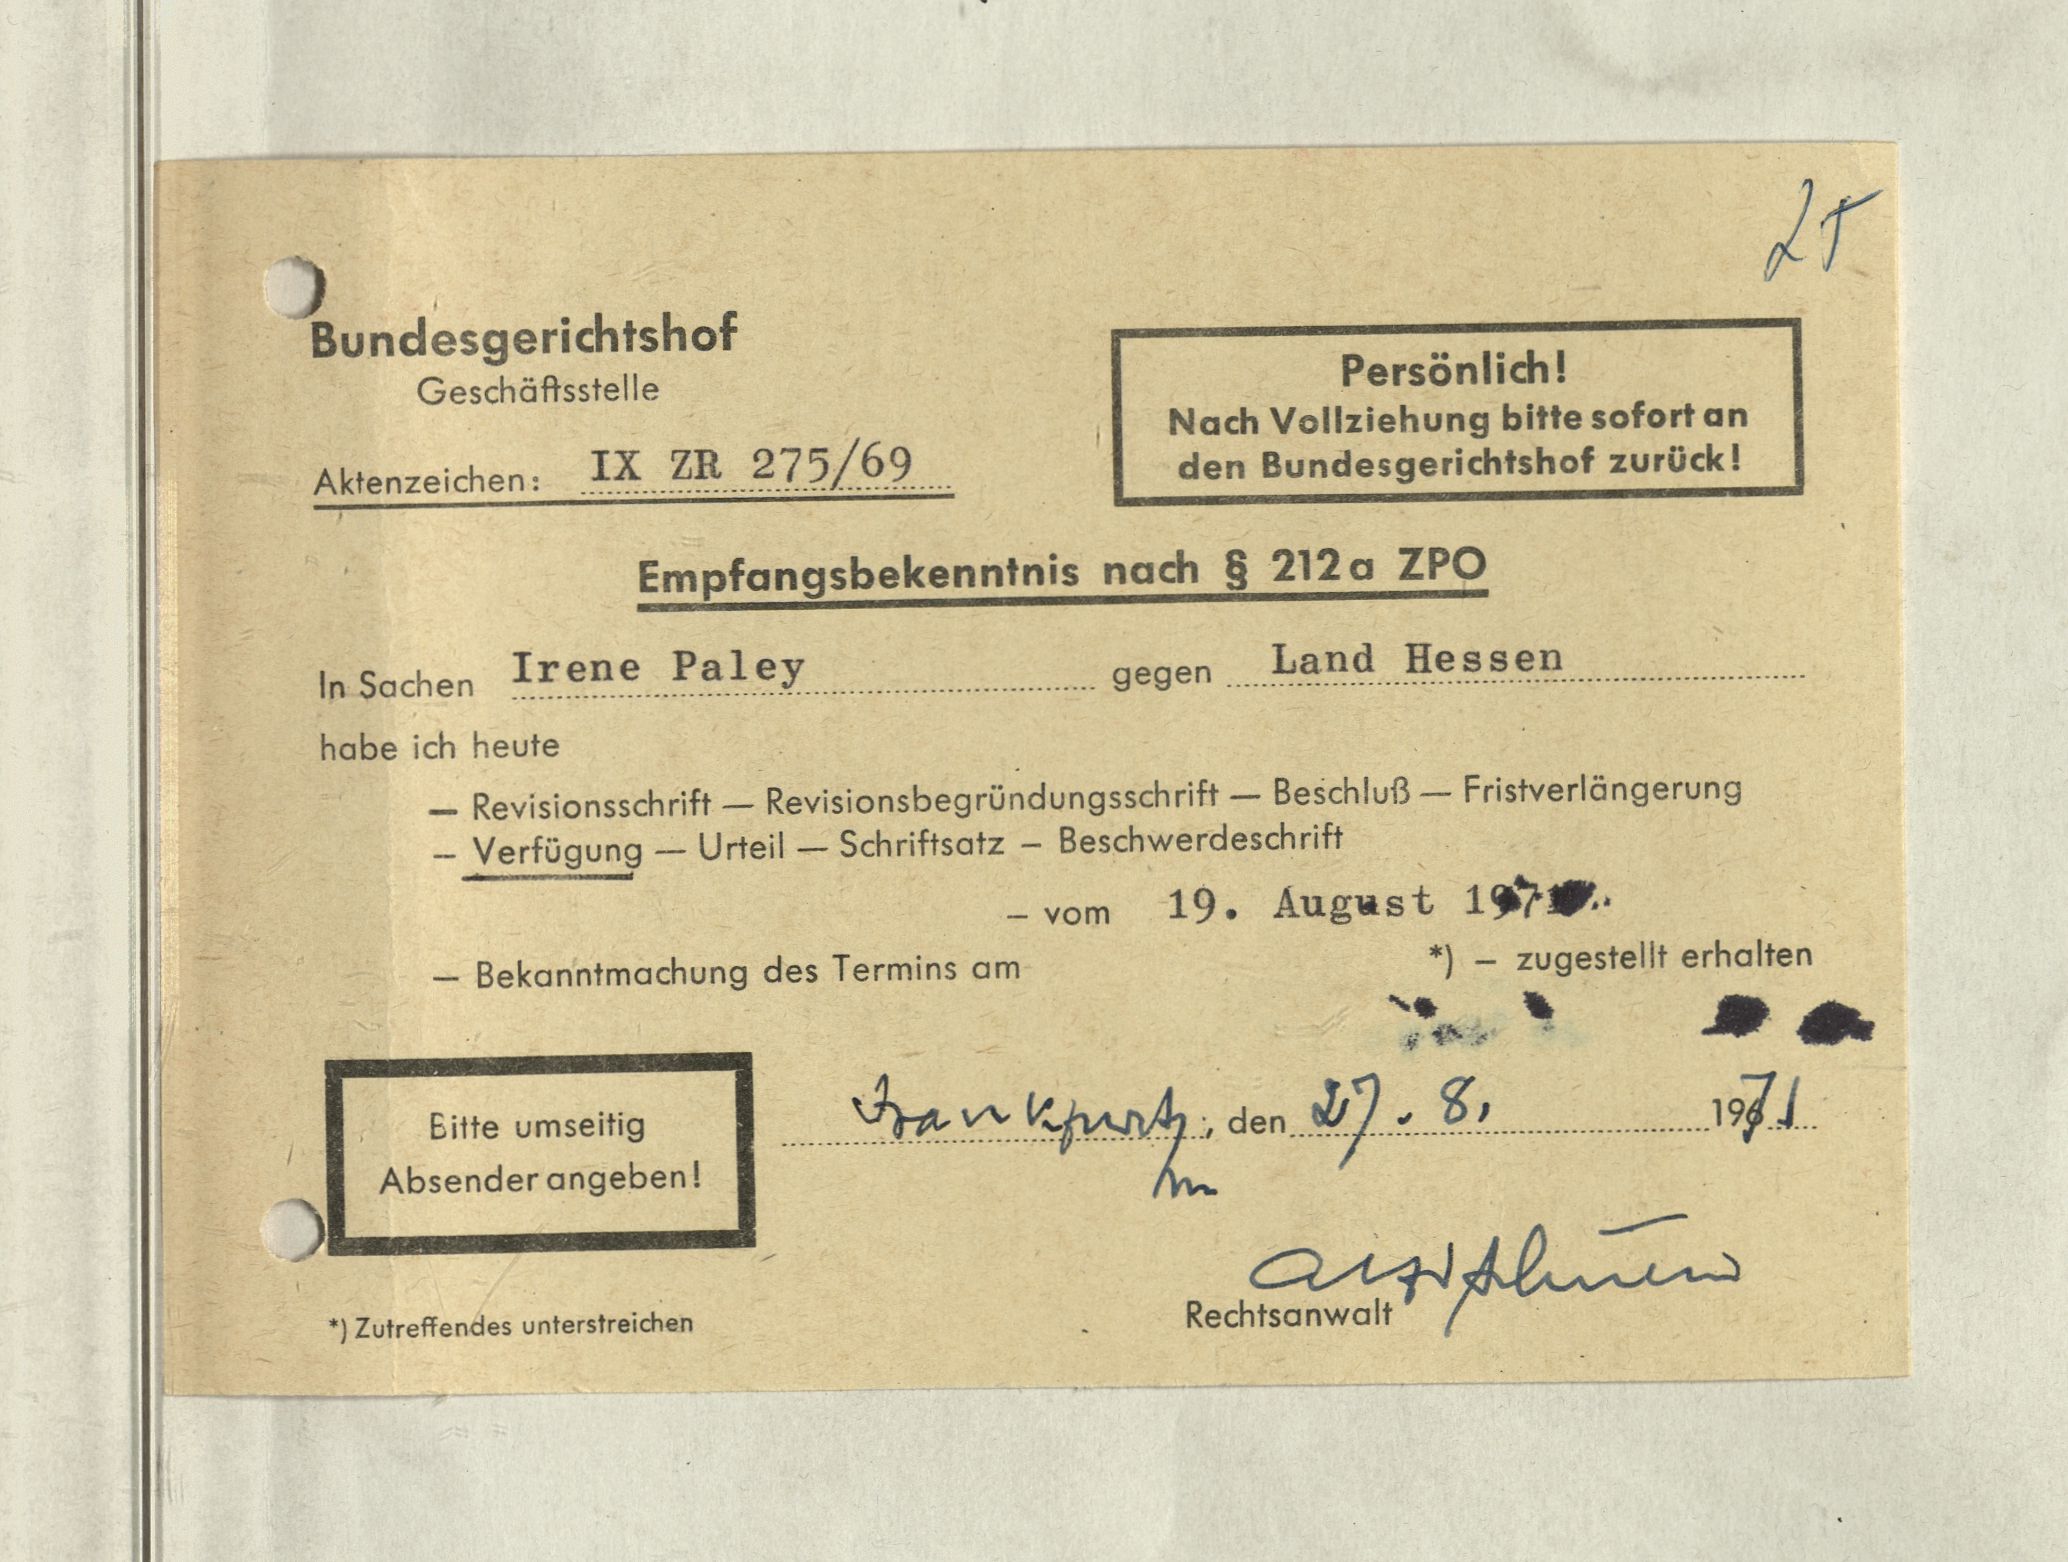 25
Bundesgerichtshof
Geschäftsstelle
Aktenzeichen: IX ZR 275/69
Persönlich!
Nach Vollziehung bitte sofort an
den Bundesgerichtshof zurück!
Empfangsbekenntnis nach § 212a ZPO
In Sachen Irene Paley gegen Land Hessen
habe ich heute
— Revisionsschrift — Revisionsbegründungsschrift — Beschluß — Fristverlängerung
— Verfügung — Urteil — Schriftsatz — Beschwerdeschrift
— vom 19. August 1971
— Bekanntmachung des Termins am *) — zugestellt erhalten
Bitte umseitig
Absender angeben!
Frankfurt, den 27. 8. 1971
Rechtsanwalt
*) Zutreffendes unterstreichen